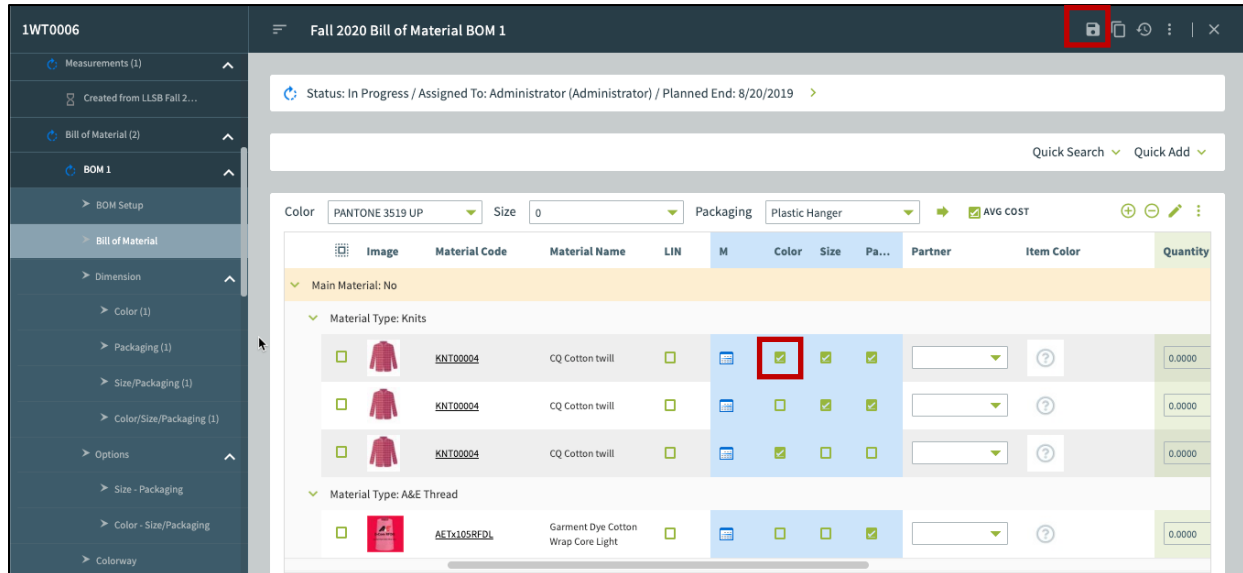 1WT0006
Fall 2020 Bill of Material BOM 1
Measurements (1)
Created from LLSB Fall 2...
Bill of Material (2)
BOM 1
BOM Setup
Bill of Material
Dimension
Color (1)
Packaging (1)
Size/Packaging (1)
Color/Size/Packaging (1)
Options
Size - Packaging
Color - Size/Packaging
Colorway
Status: In Progress / Assigned To: Administrator (Administrator) / Planned End: 8/20/2019
Quick Search Quick Add
Color PANTONE 3519 UP Size 0 Packaging Plastic Hanger AVG COST
Image Material Code Material Name LIN M Color Size Pa... Partner Item Color Quantity
Main Material: No
Material Type: Knits
KNT00004 CQ Cotton twill 0.0000
KNT00004 CQ Cotton twill 0.0000
KNT00004 CQ Cotton twill 0.0000
Material Type: A&E Thread
AETx105RFDL Garment Dye Cotton 0.0000
Wrap Core Light